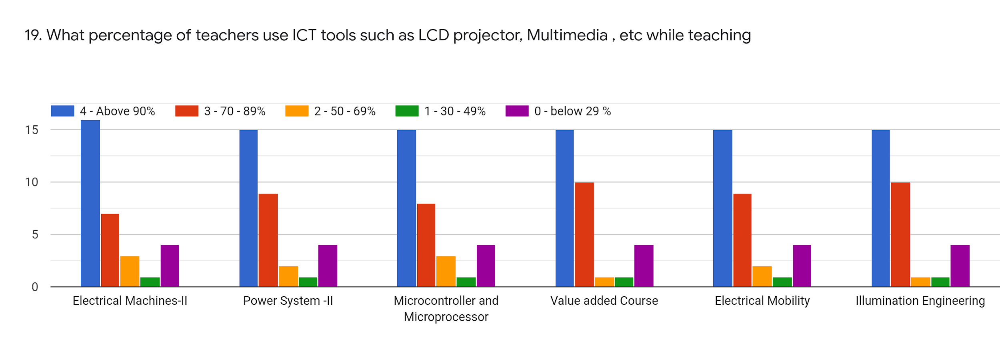 19. What percentage of teachers use ICT tools such as LCD projector, Multimedia , etc while teaching
4 - Above 90%
3 - 70 - 89%
2 - 50 - 69%
1 - 30 - 49%
0 - below 29 %
15
10
5
0
Electrical Machines-II
Power System -II
Microcontroller and
Microprocessor
Value added Course
Electrical Mobility
Illumination Engineering